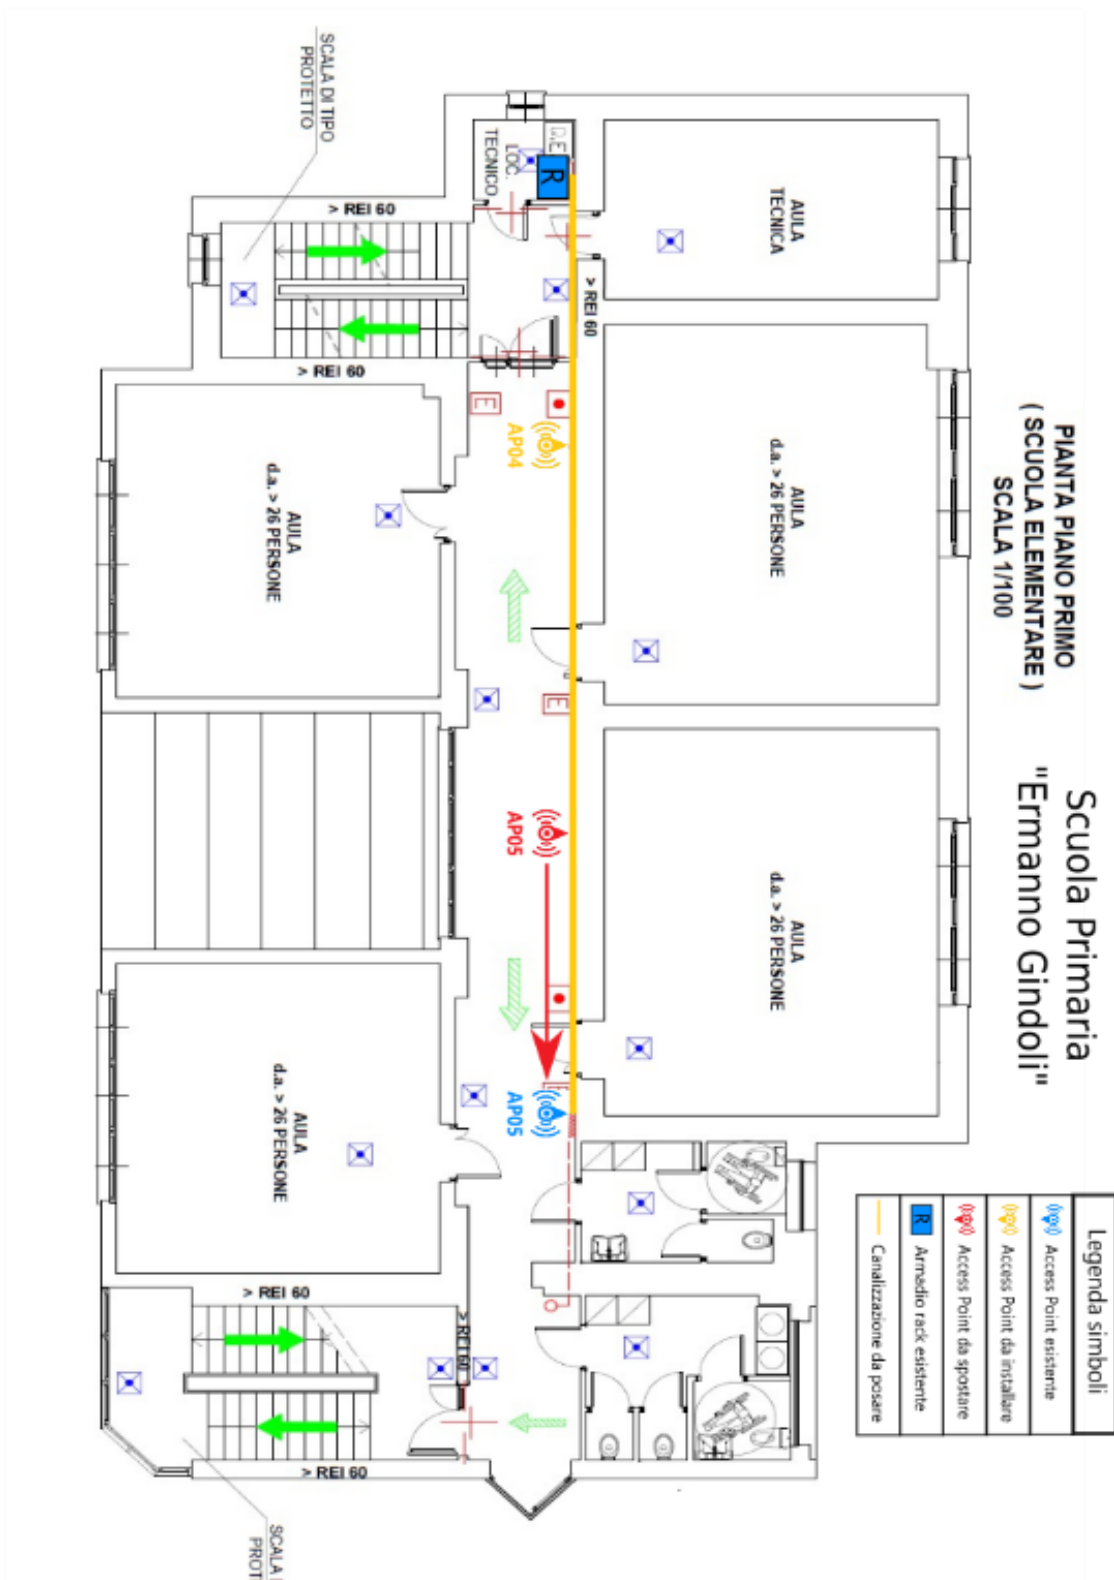 Scuola Primaria
"Ermanno Gindoli"
PIANTA PIANO PRIMO
( SCUOLA ELEMENTARE )
SCALA 1/100
Legenda simboli
Access Point esistente
Access Point da installare
Access Point da spostare
R
Armadio rack esistente
Canalizzazione da posare
SCALA DI TIPO
PROTETTO
LOC.
TECNICO
R
AULA
TECNICA
> REI 60
> REI 60
> REI 60
E
AP04
AULA
d.a. > 26 PERSONE
AULA
d.a. > 26 PERSONE
E
AP05
AULA
d.a. > 26 PERSONE
AP05
AULA
d.a. > 26 PERSONE
> REI 60
> REI 60
> REI 60
SCALA